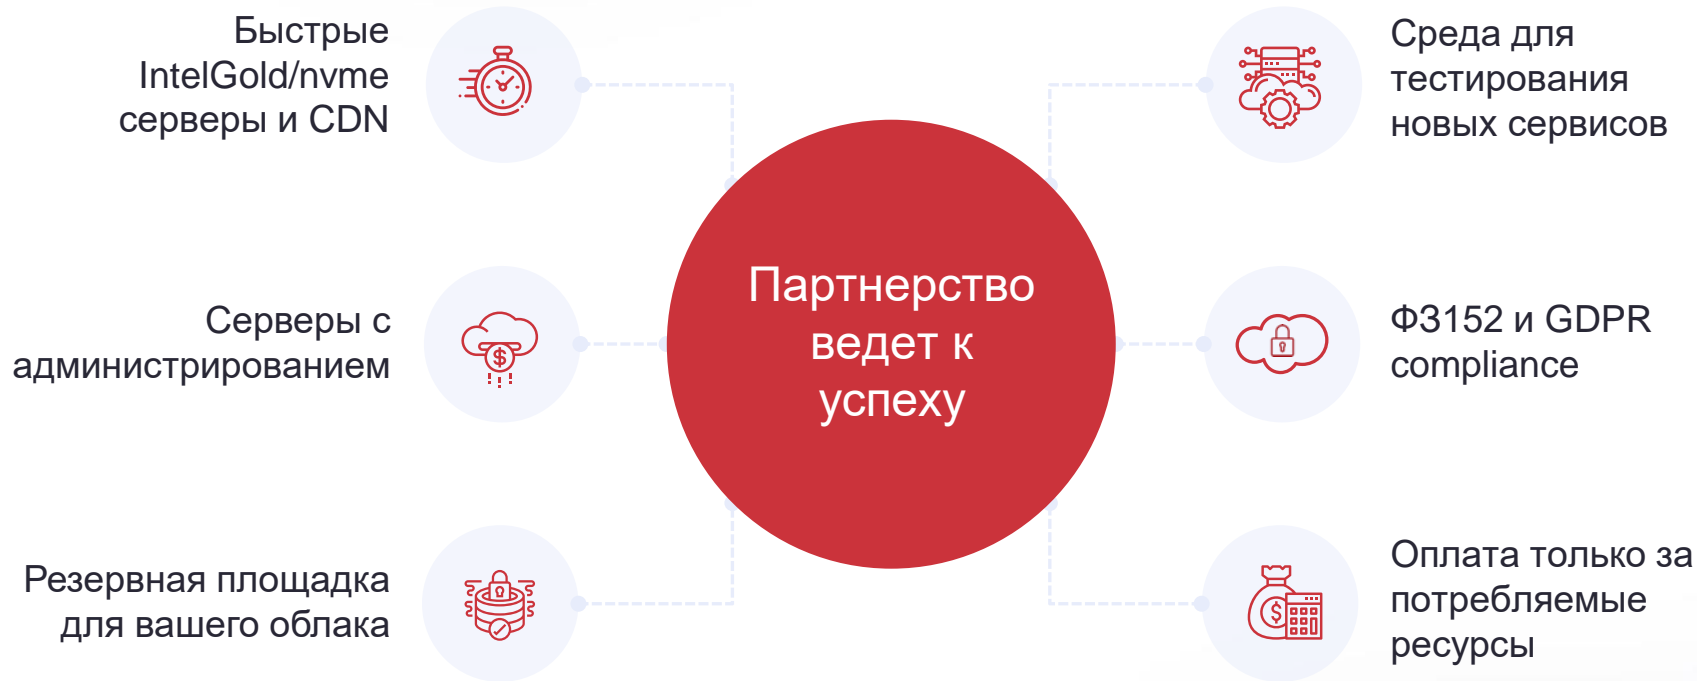 Быстрые
IntelGold/nvme
серверы и CDN
Среда для
тестирования
новых сервисов
Партнерство
ведет к
успеху
Серверы с
администрированием
ФЗ152 и GDPR
compliance
Резервная площадка
для вашего облака
Оплата только за
потребляемые
ресурсы